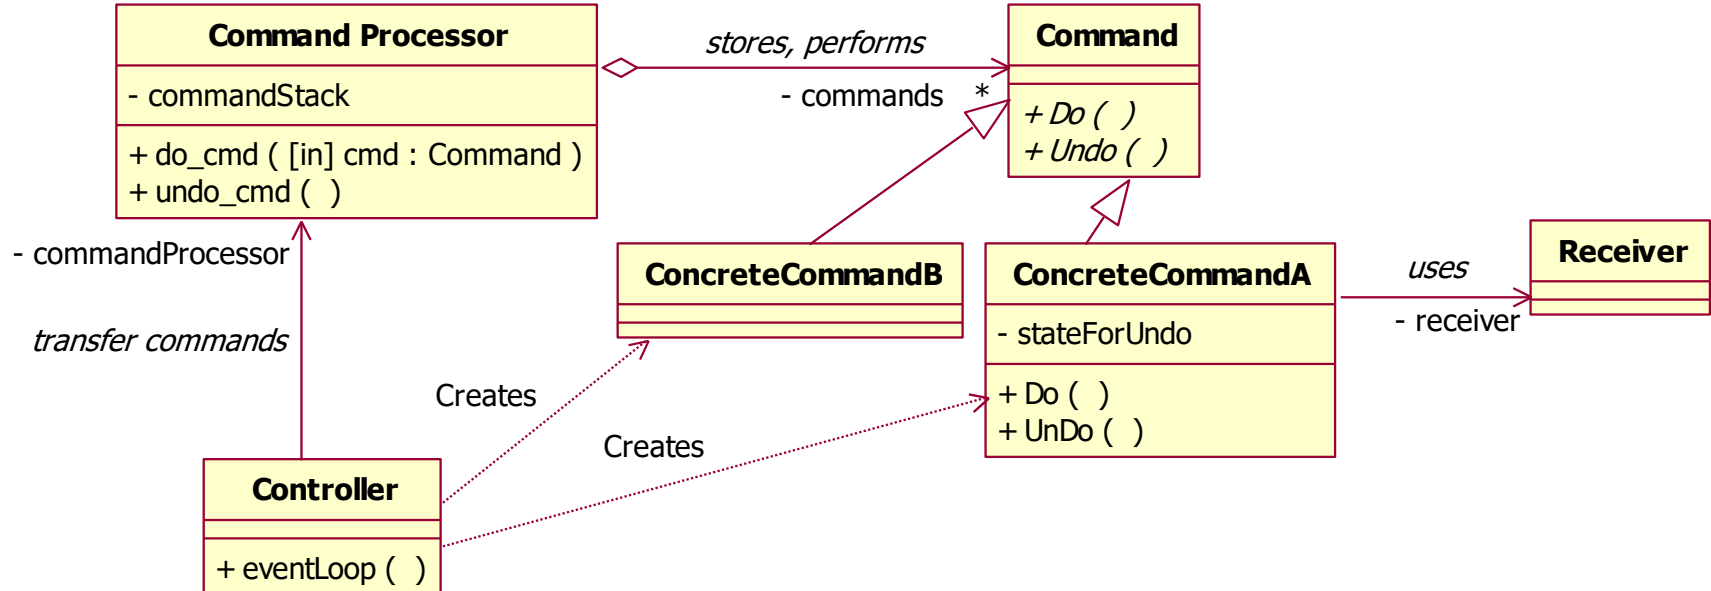 Command Processor
- commandStack
+ do_cmd ( [in] cmd : Command )
+ undo_cmd (  )
stores, performs
- commands
*
Command
+ Do (  )
+ Undo (  )
- commandProcessor
transfer commands
ConcreteCommandB
ConcreteCommandA
- stateForUndo
+ Do (  )
+ UnDo (  )
uses
- receiver
Receiver
Creates
Creates
Controller
+ eventLoop (  )